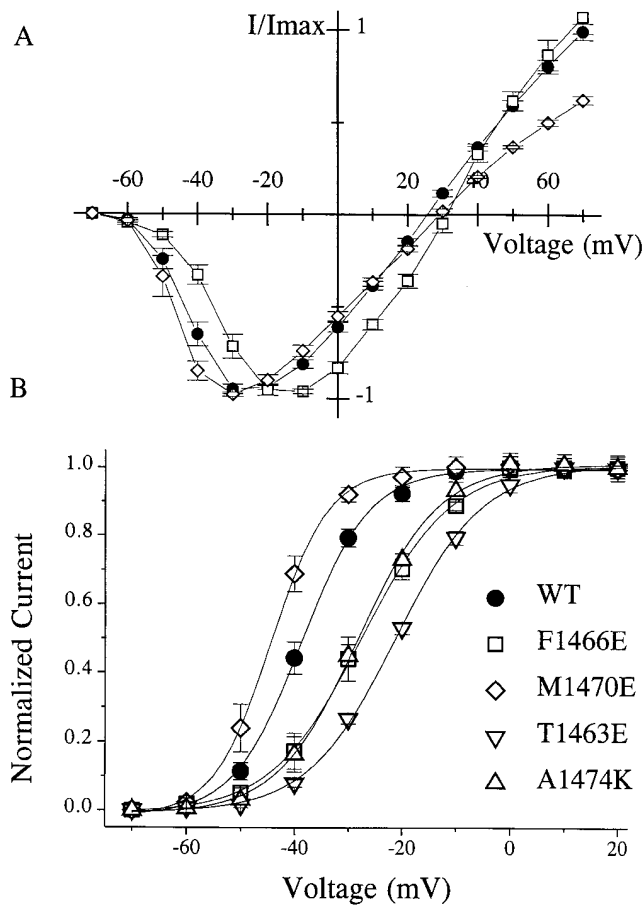 A
I/Imax
1
-60 -40 -20 20 40 60
Voltage (mV)
-1
B
1.0
0.8
0.6
0.4
0.2
0.0
Normalized Current
WT
F1466E
M1470E
T1463E
A1474K
-60 -40 -20 0 20
Voltage (mV)